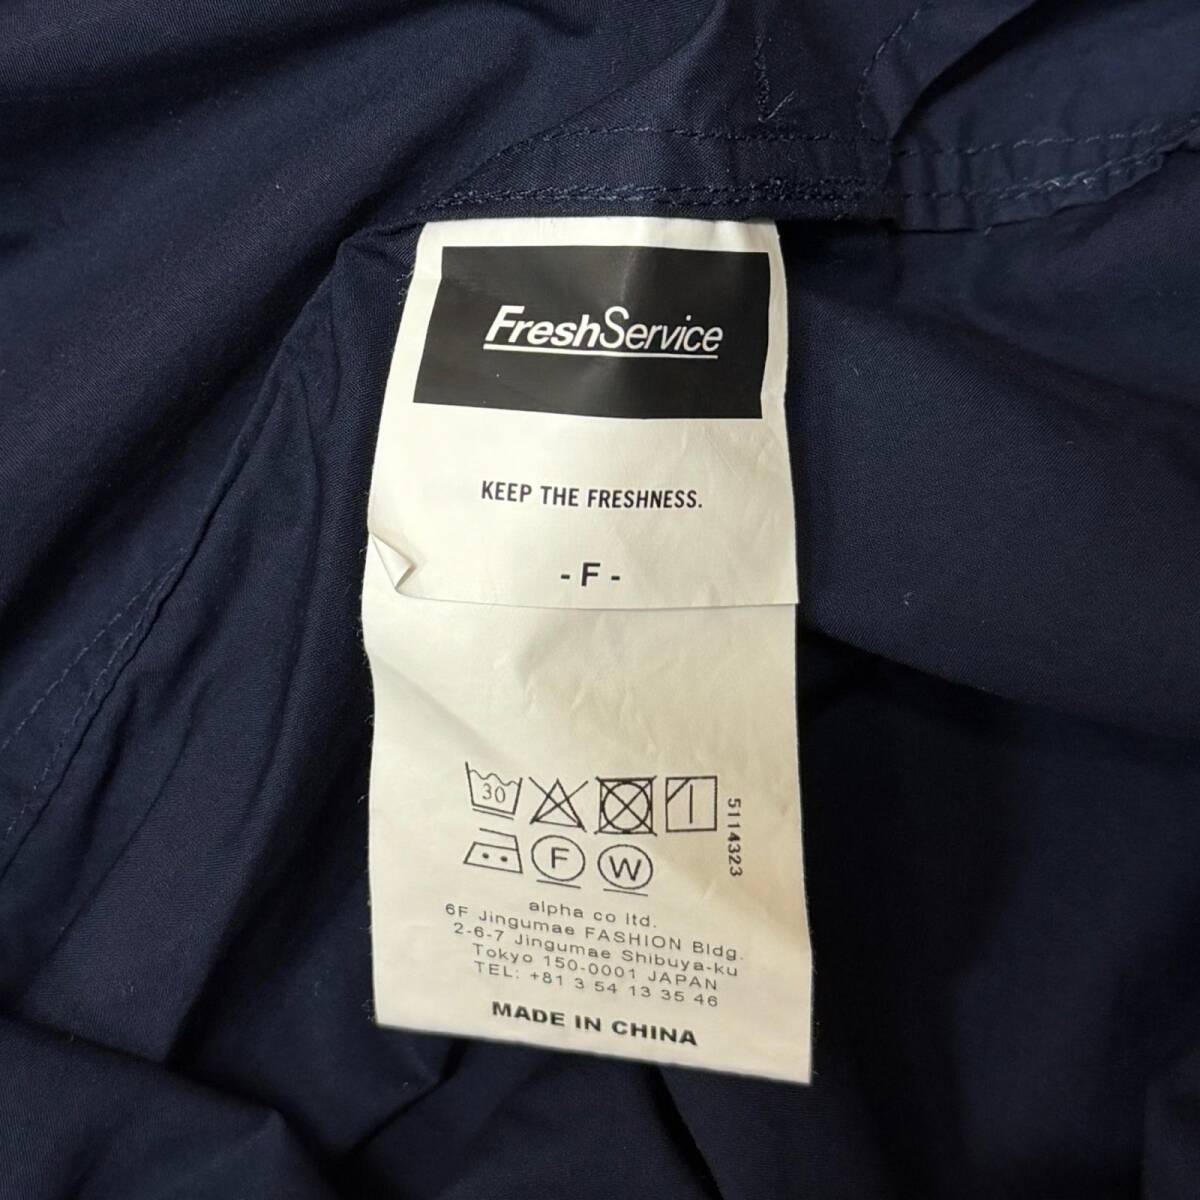 FreshService
KEEP THE FRESHNESS.
- F -
30
5114323
F W
alpha co ltd.
6F Jingumae FASHION Bldg.
2-6-7 Jingumae Shibuya-ku
Tokyo 150-0001 JAPAN
TEL: +81 3 54 13 35 46
MADE IN CHINA